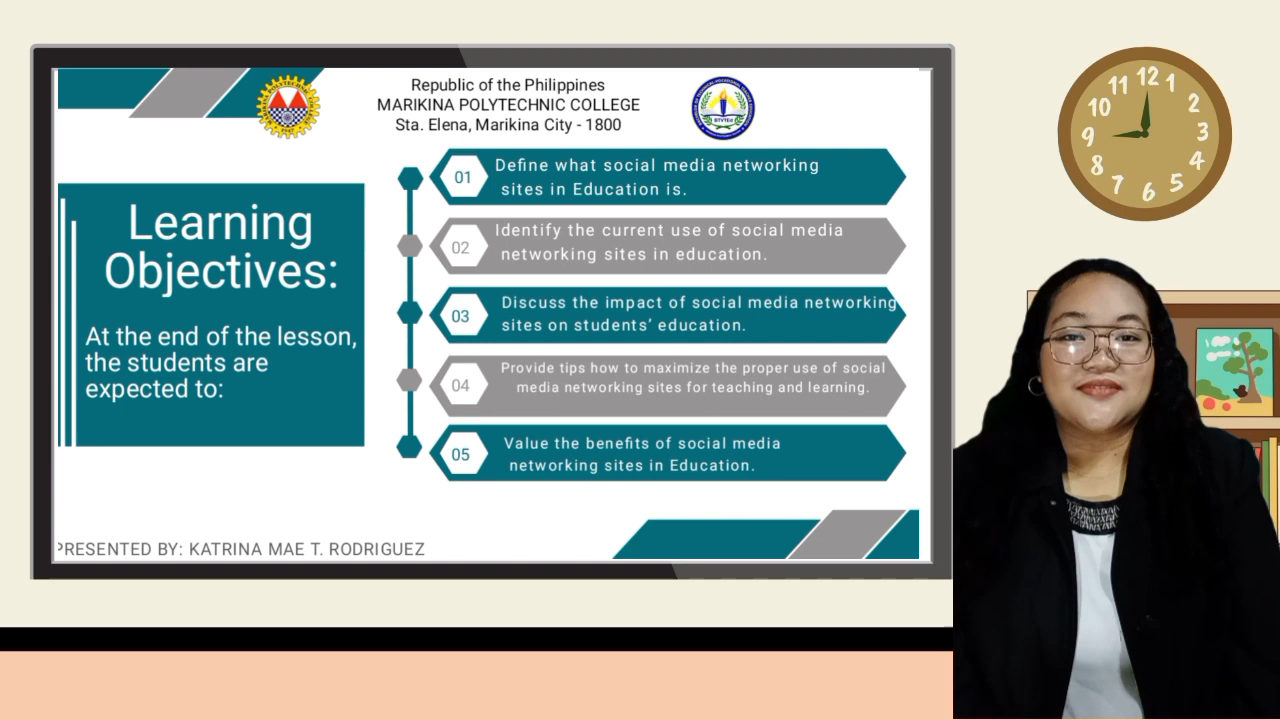 Republic of the Philippines
MARIKINA POLYTECHNIC COLLEGE
Sta. Elena, Marikina City - 1800
Learning
Objectives:
At the end of the lesson,
the students are
expected to:
01
Define what social media networking
sites in Education is.
02
Identify the current use of social media
networking sites in education.
03
Discuss the impact of social media networking
sites on students’ education.
04
Provide tips how to maximize the proper use of social
media networking sites for teaching and learning.
05
Value the benefits of social media
networking sites in Education.
PRESENTED BY: KATRINA MAE T. RODRIGUEZ
BTVTEd
12
1
2
3
4
5
6
7
8
9
10
11